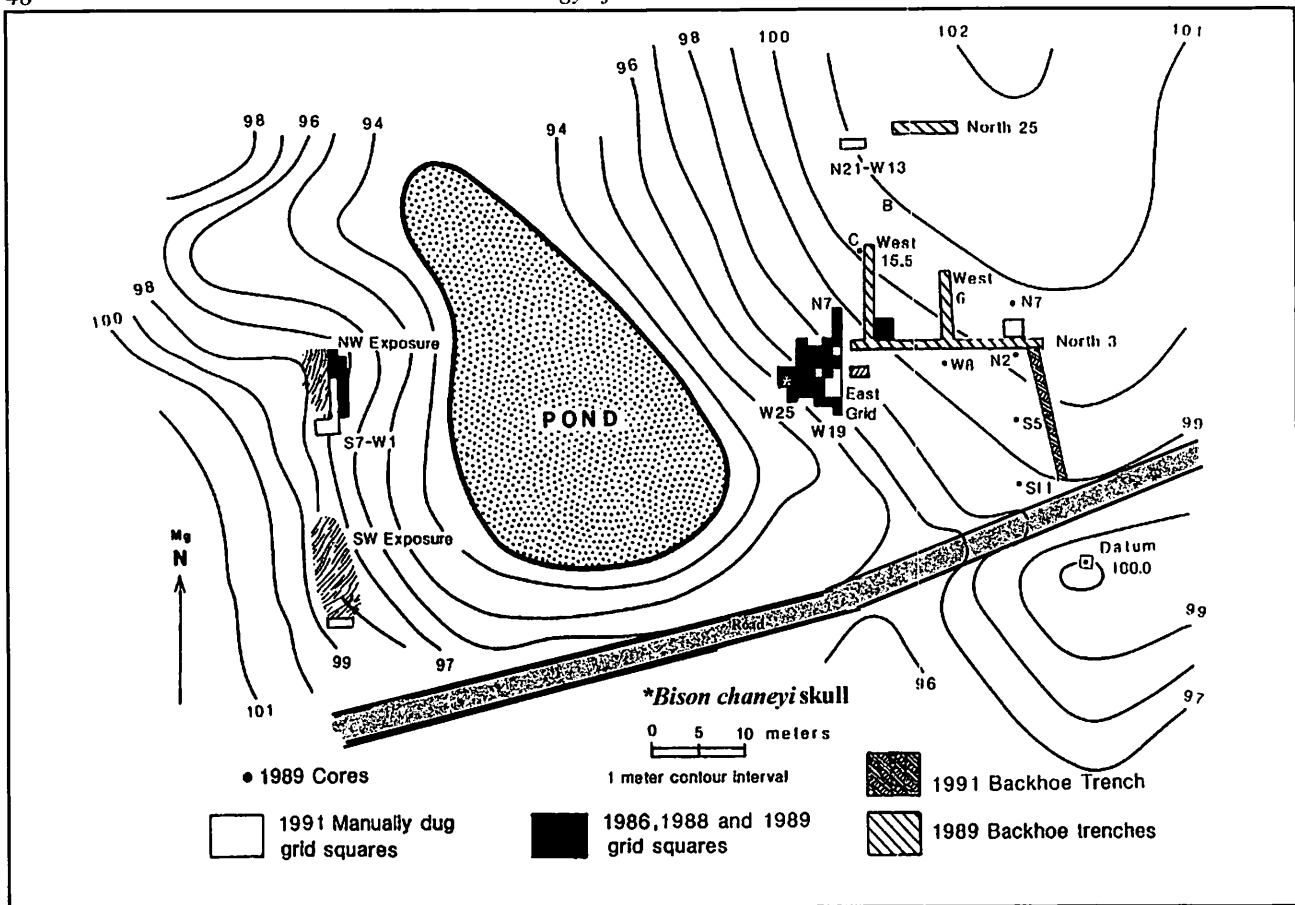 98
100
102
101
96
98
96
94
94
North 25
N21-W13
B
C
West
15.5
West
6
N7
N7
North 3
98
100
NW Exposure
N2
W8
East
Grid
W25
W19
POND
S7-W1
S5
99
S11
SW Exposure
Mg
N
Datum
100.0
Road
99
99
97
96
97
101
*Bison chaneyi skull
0 5 10 meters
1 meter contour interval
• 1989 Cores
1991 Manually dug
grid squares
1986,1988 and 1989
grid squares
1991 Backhoe Trench
1989 Backhoe trenches